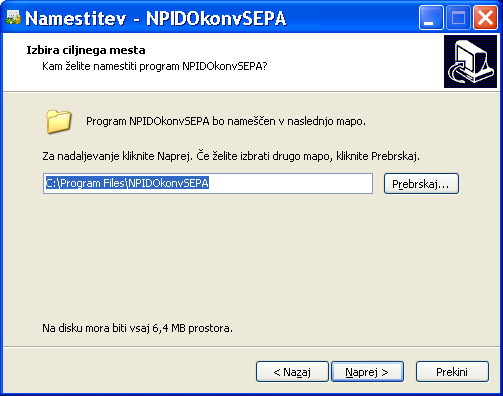 Namestitev - NPIDOkonvSEPA
Izbira ciljnega mesta
Kam želite namestiti program NPIDOkonvSEPA?
Program NPIDOkonvSEPA bo nameščen v naslednjo mapo.
Za nadaljevanje kliknite Naprej. Če želite izbrati drugo mapo, kliknite Prebrskaj.
C:\Program Files\NPIDOkonvSEPA
Prebrskaj...
Na disku mora biti vsaj 6,4 MB prostora.
< Nazaj
Naprej >
Prekini